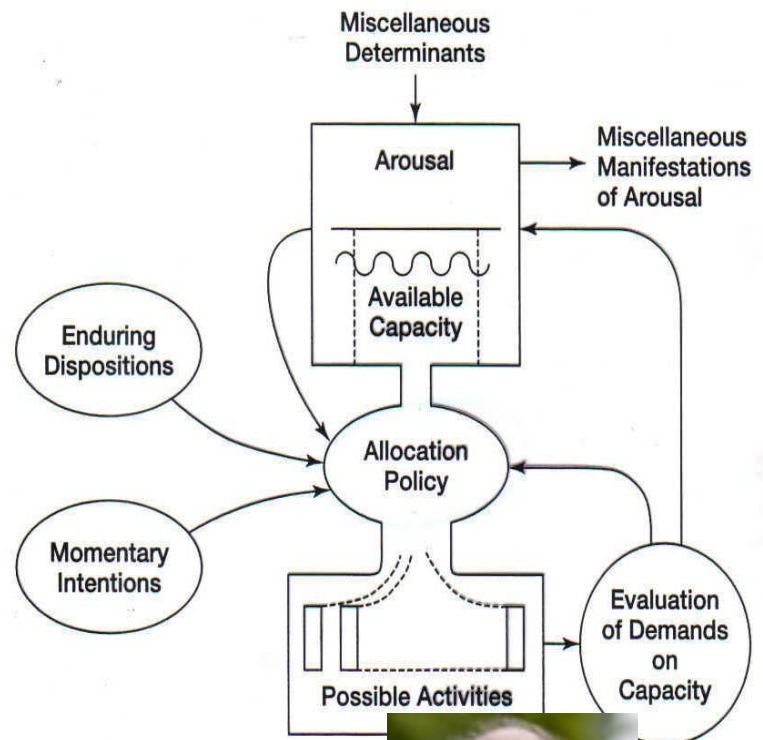 Miscellaneous
Determinants
Arousal
Miscellaneous
Manifestations
of Arousal
Available
Capacity
Enduring
Dispositions
Allocation
Policy
Momentary
Intentions
Evaluation
of Demands
on
Capacity
Possible Activities